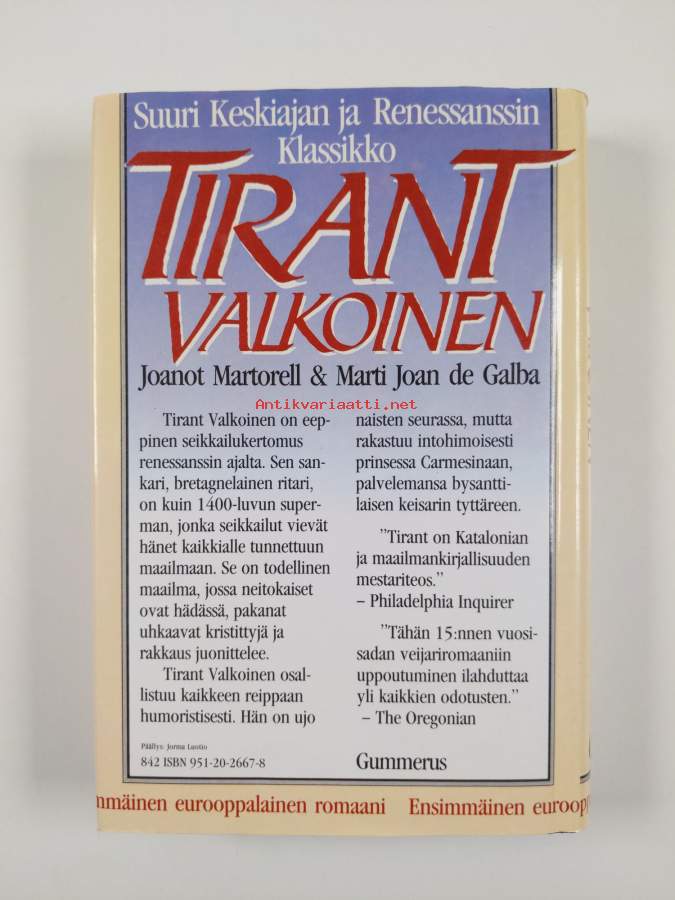 Suuri Keskiajan ja Renessanssin
Klassikko
TIRANT
VALKOINEN
Joanot Martorell & Marti Joan de Galba
Antikvariaatti.net
Tirant Valkoinen on eep-
pinen seikkailukertomus
renessanssin ajalta. Sen san-
kari, bretagnelainen ritari,
on kuin 1400-luvun super-
man, jonka seikkailut vievät
hänet kaikkialle tunnettuun
maailmaan. Se on todellinen
maailma, jossa neitokaiset
ovat hädässä, pakanat
uhkaavat kristittyjä ja
rakkaus juonittelee.
Tirant Valkoinen osal-
listuu kaikkeen reippaan
humoristisesti. Hän on ujo
naisten seurassa, mutta
rakastuu intohimoisesti
prinsessa Carmesinaan,
palvelemansa bysantti-
laisen keisarin tyttäreen.
"Tirant on Katalonian
ja maailmankirjallisuuden
mestariteos."
– Philadelphia Inquirer
"Tähän 15:nnen vuosi-
sadan veijariromaaniin
uppoutuminen ilahduttaa
yli kaikkien odotusten."
– The Oregonian
Päällys: Jorma Luotio
842 ISBN 951-20-2667-8
Gummerus
nmäinen eurooppalainen romaani Ensimmäinen euroopp